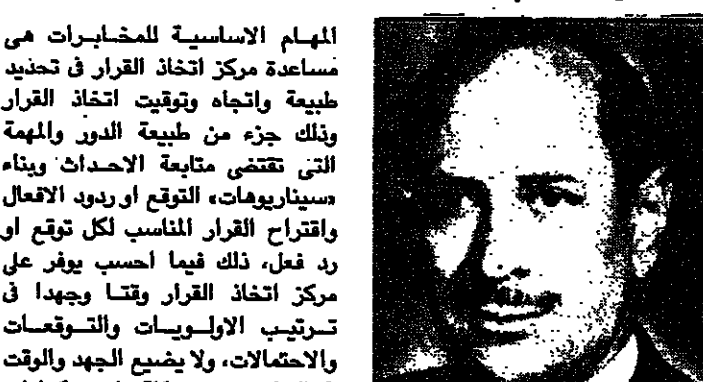 المهام الاساسية للمخابرات هى
مساعدة مركز اتخاذ القرار فى تحديد
طبيعة واتجاه وتوقيت اتخاذ القرار
وذلك جزء من طبيعة الدور والمهمة
التى تقتضى متابعة الاحداث وبناء
«سيناريوهات» التوقع او ردود الافعال
واقتراح القرار المناسب لكل توقع او
رد فعل، ذلك فيما احسب يوفر على
مركز اتخاذ القرار وقتا وجهدا فى
ترتيب الاولويات والتوقعات
والاحتمالات، ولا يضيع الجهد والوقت